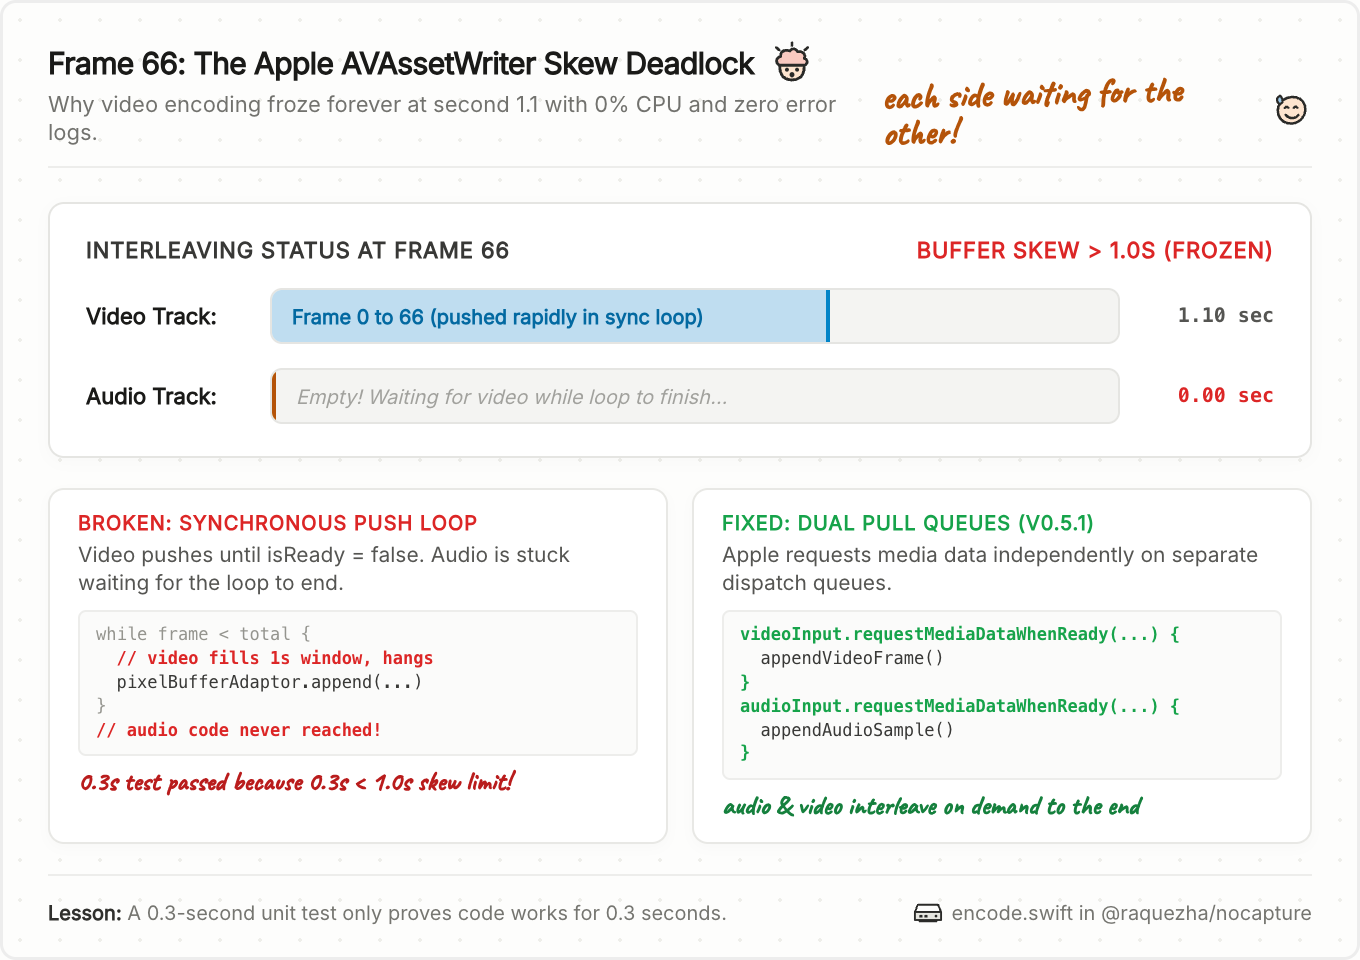 Frame 66: The Apple AVAssetWriter Skew Deadlock
Why video encoding froze forever at second 1.1 with 0% CPU and zero error
logs.
each side waiting for the
other!
INTERLEAVING STATUS AT FRAME 66
BUFFER SKEW > 1.0S (FROZEN)
Video Track:
Frame 0 to 66 (pushed rapidly in sync loop)
1.10 sec
Audio Track:
Empty! Waiting for video while loop to finish...
0.00 sec
BROKEN: SYNCHRONOUS PUSH LOOP
Video pushes until isReady = false. Audio is stuck
waiting for the loop to end.
while frame < total {
  // video fills 1s window, hangs
  pixelBufferAdaptor.append(...)
}
// audio code never reached!
0.3s test passed because 0.3s < 1.0s skew limit!
FIXED: DUAL PULL QUEUES (V0.5.1)
Apple requests media data independently on separate
dispatch queues.
videoInput.requestMediaDataWhenReady(...) {
  appendVideoFrame()
}
audioInput.requestMediaDataWhenReady(...) {
  appendAudioSample()
}
audio & video interleave on demand to the end
Lesson: A 0.3-second unit test only proves code works for 0.3 seconds.
encode.swift in @raquezha/nocapture